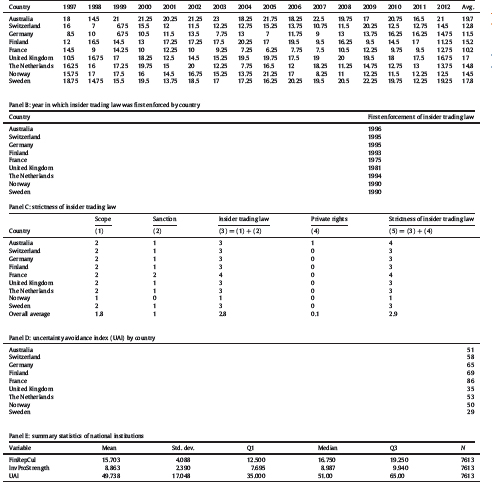 Country 1997 1998 1999 2000 2001 2002 2003 2004 2005 2006 2007 2008 2009 2010 2011 2012 Avg.
Australia 18 14.5 21 21.25 20.25 21.25 23 18.25 21.75 18.25 22.5 19.75 17 20.75 16.5 21 19.7
Switzerland 16 7 6.75 15.5 12 11.5 12.25 12.75 15.25 13.75 10.75 11.5 20.25 12.5 12.75 14.5 12.8
Germany 8.5 10 6.75 10.5 11.5 13.5 7.75 13 7 11.75 9 13 13.75 16.25 16.25 14.75 11.5
Finland 12 16.5 14.5 13 17.25 17.25 17.5 20.25 17 19.5 9.5 16.25 9.5 14.5 17 11.25 15.2
France 14.5 9 14.25 10 12.25 10 9.25 7.25 6.25 7.75 7.5 10.5 12.25 9.75 9.5 12.75 10.2
United Kingdom 10.5 16.75 17 18.25 12.5 14.5 15.25 19.5 19.75 17.5 19 20 19.5 18 17.5 16.75 17
The Netherlands 16.25 16 17.25 19.75 15 20 12.25 7.75 16.5 12 18.25 11.25 14.75 12.75 13 13.75 14.8
Norway 15.75 17 17.5 16 14.5 16.75 15.25 13.75 21.25 17 8.25 11 12.25 11.5 12.25 12.5 14.5
Sweden 18.75 14.75 15.5 19.5 13.75 18.5 17 17.25 16.25 20.25 19.5 20.5 22.25 19.75 12.25 19.25 17.8
Panel B: year in which insider trading law was first enforced by country
Country First enforcement of insider trading law
Australia 1996
Switzerland 1995
Germany 1995
Finland 1993
France 1975
United Kingdom 1981
The Netherlands 1994
Norway 1990
Sweden 1990
Panel C: strictness of insider trading law
Scope Sanction Insider trading law Private rights Strictness of insider trading law
Country (1) (2) (3) = (1) + (2) (4) (5) = (3) + (4)
Australia 2 1 3 1 4
Switzerland 2 1 3 0 3
Germany 2 1 3 0 3
Finland 2 1 3 0 3
France 2 2 4 0 4
United Kingdom 2 1 3 0 3
The Netherlands 2 1 3 0 3
Norway 1 0 1 0 1
Sweden 2 1 3 0 3
Overall average 1.8 1 2.8 0.1 2.9
Panel D: uncertainty avoidance index (UAI) by country
Australia 51
Switzerland 58
Germany 65
Finland 69
France 86
United Kingdom 35
The Netherlands 53
Norway 50
Sweden 29
Panel E: summary statistics of national institutions
Variable Mean Std. dev. Q1 Median Q3 N
FinRepCul 15.703 4.088 12.500 16.750 19.250 7613
InvProStrength 8.863 2.390 7.695 8.987 9.940 7613
UAI 49.738 17.048 35.000 51.00 65.00 7613